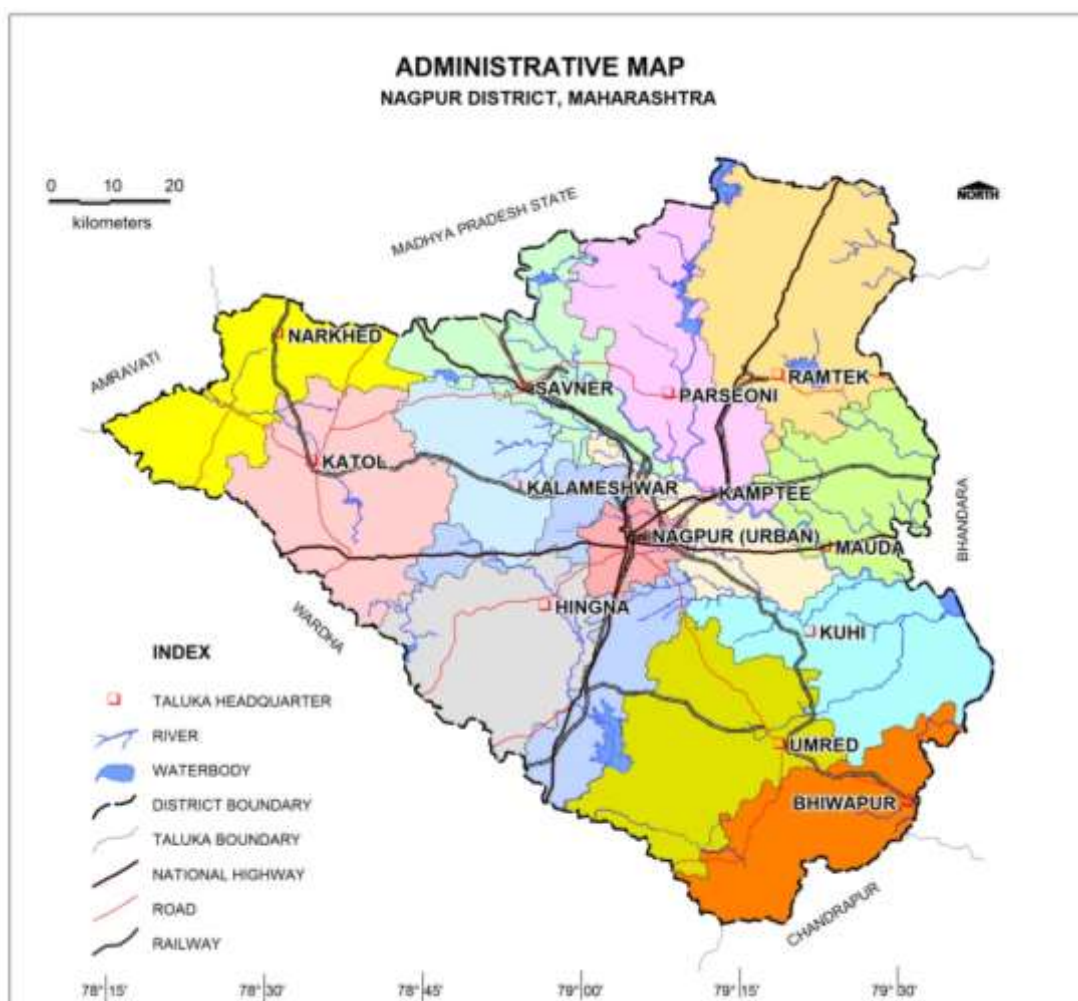 ADMINISTRATIVE MAP
NAGPUR DISTRICT, MAHARASHTRA
0 10 20
kilometers
NORTH
MADHYA PRADESH STATE
AMRAVATI
NARKHED
SAVNER
PARSEONI
RAMTEK
KATOL
KALAMESHWAR
KAMPTEE
NAGPUR (URBAN)
MAUDA
BHANDARA
HINGNA
WARDHA
KUHI
UMRED
BHIWAPUR
CHANDRAPUR
INDEX
TALUKA HEADQUARTER
RIVER
WATERBODY
DISTRICT BOUNDARY
TALUKA BOUNDARY
NATIONAL HIGHWAY
ROAD
RAILWAY
78°15' 78°30' 78°45' 79°00' 79°15' 79°30'